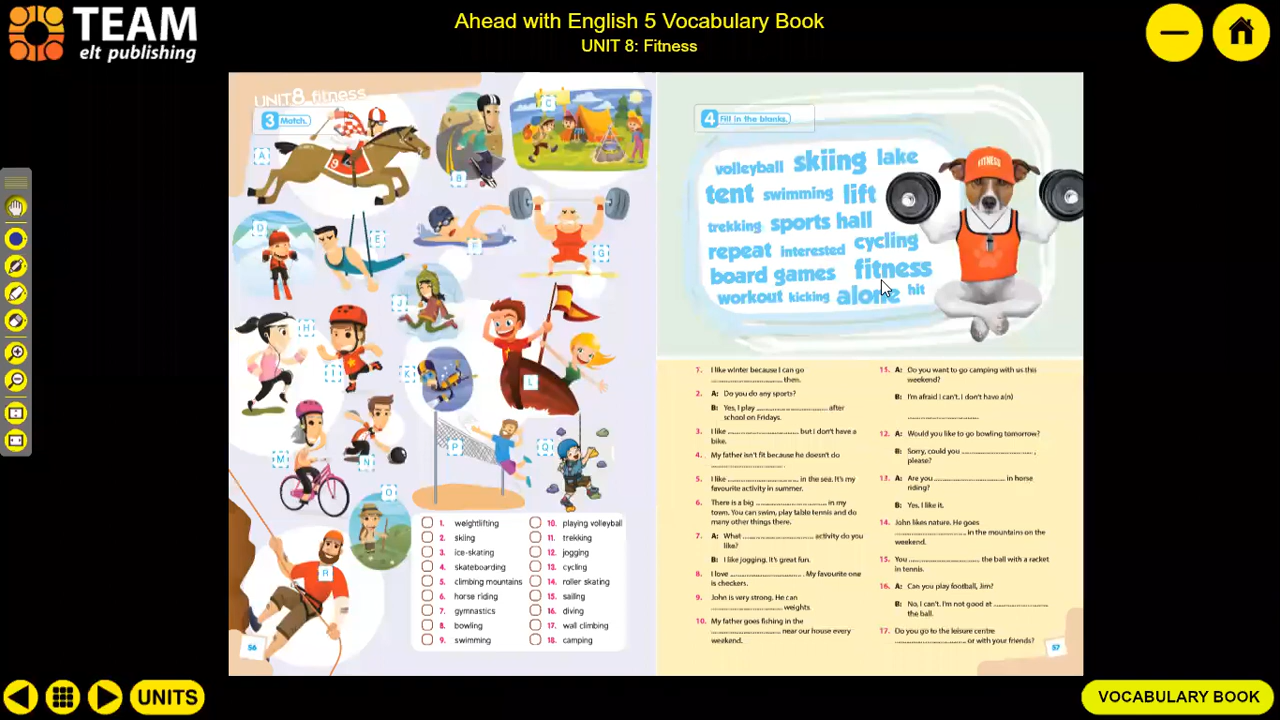 TEAM
elt publishing
Ahead with English 5 Vocabulary Book
UNIT 8: Fitness
UNIT8 fitness
3 Match.
A
B
C
D
E
F
G
H
I
J
K
L
M
N
O
P
Q
R
9
1. weightlifting
2. skiing
3. ice-skating
4. skateboarding
5. climbing mountains
6. horse riding
7. gymnastics
8. bowling
9. swimming
10. playing volleyball
11. trekking
12. jogging
13. cycling
14. roller skating
15. sailing
16. diving
17. wall climbing
18. camping
56
4 Fill in the blanks.
volleyball skiing lake
tent swimming lift
trekking sports hall
repeat interested cycling
board games fitness
workout kicking alone hit
FITNESS
1. I like winter because I can go
............................ then.
2. A: Do you do any sports?
B: Yes, I play ............................ after
school on Fridays.
3. I like ............................ but I don't have a
bike.
4. My father isn't fit because he doesn't do
............................ .
5. I like ............................ in the sea. It's my
favourite activity in summer.
6. There is a big ............................ in my
town. You can swim, play table tennis and do
many other things there.
7. A: What ............................ activity do you
like?
B: I like jogging. It's great fun.
8. I love ............................ . My favourite one
is checkers.
9. John is very strong. He can
............................ weights.
10. My father goes fishing in the
............................ near our house every
weekend.
11. A: Do you want to go camping with us this
weekend?
B: I'm afraid I can't. I don't have a(n)
............................ .
12. A: Would you like to go bowling tomorrow?
B: Sorry, could you ............................ ,
please?
13. A: Are you ............................ in horse
riding?
B: Yes. I like it.
14. John likes nature. He goes
............................ in the mountains on the
weekend.
15. You ............................ the ball with a racket
in tennis.
16. A: Can you play football, Jim?
B: No, I can't. I'm not good at ............................
the ball.
17. Do you go to the leisure centre
............................ or with your friends?
57
UNITS
VOCABULARY BOOK